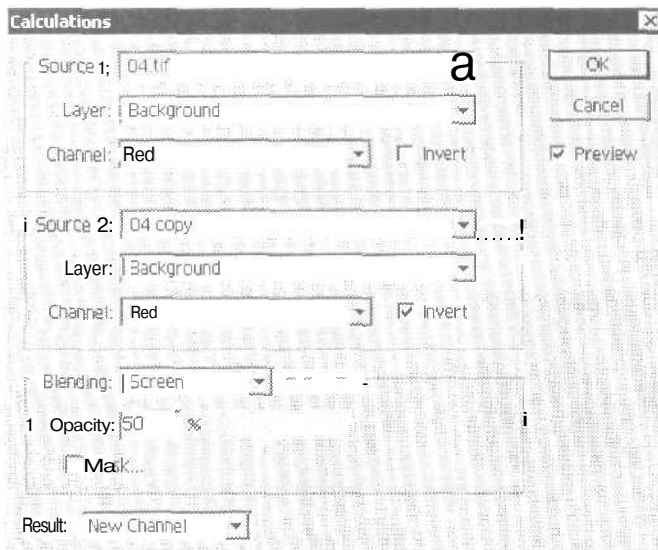 Calculations
Source 1; 04.tif a OK
Layer: Background Cancel
Channel: Red Invert Preview
i Source 2: 04 copy !
Layer: Background
Channel: Red Invert
Blending: Screen
1 Opacity: 50 %
i
Mask...
Result: New Channel